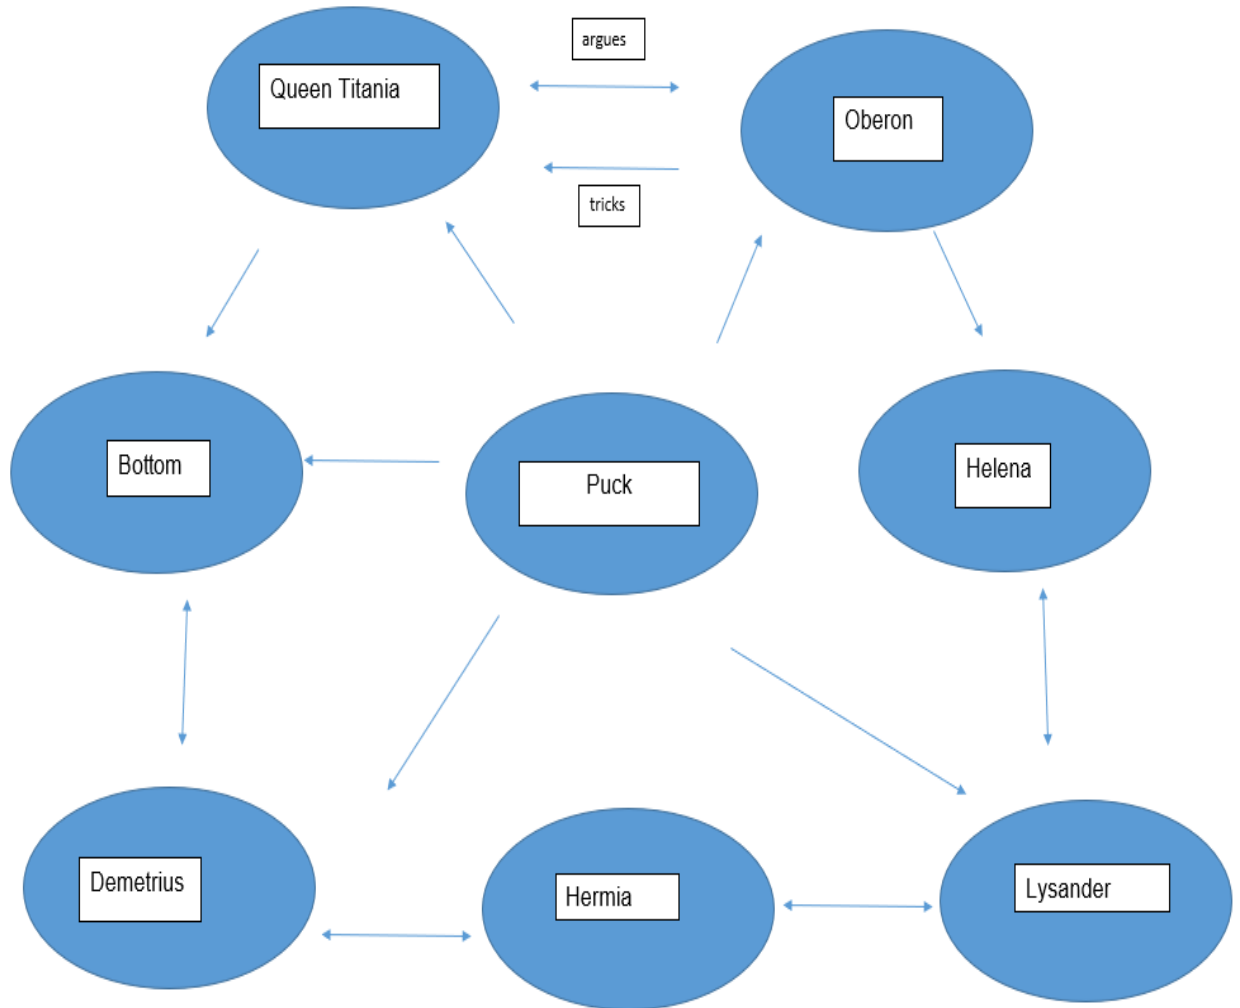 argues
Queen Titania
Oberon
tricks
Bottom
Puck
Helena
Demetrius
Hermia
Lysander